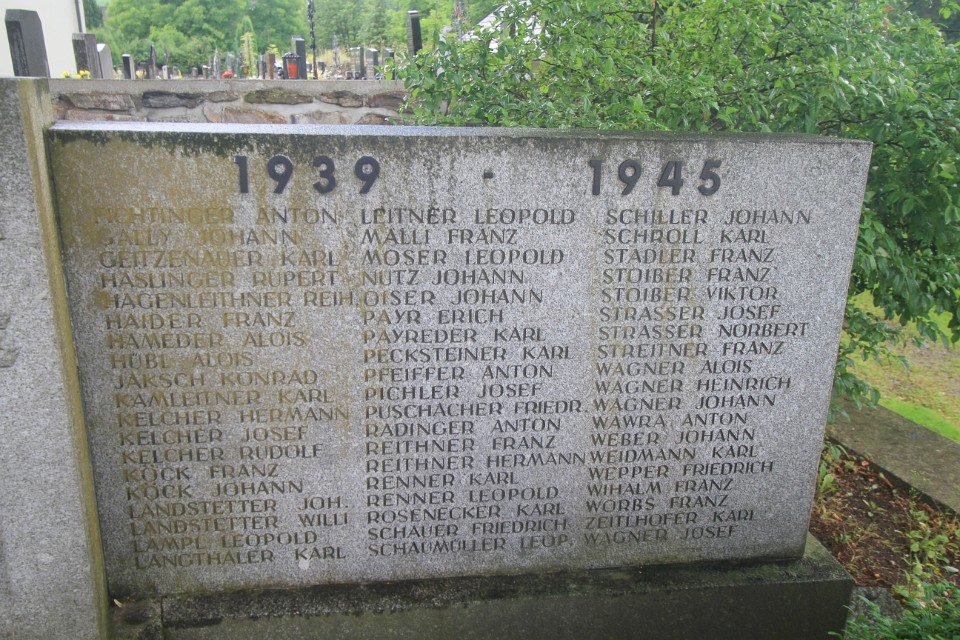 1939 - 1945
FICHTINGER ANTON
GALLY JOHANN
GEITZENAUER KARL
HASLINGER RUPERT
HAGENLEITHNER REIH.
HAIDER FRANZ
HAMEDER ALOIS
HÜBL ALOIS
JAKSCH KONRAD
KAMLEITNER KARL
KELCHER HERMANN
KELCHER JOSEF
KELCHER RUDOLF
KÖCK FRANZ
KÖCK JOHANN
LANDSTETTER JOH.
LANDSTETTER WILLI
LAMPL LEOPOLD
LANGTHALER KARL
LEITNER LEOPOLD
MALLI FRANZ
MOSER LEOPOLD
NUTZ JOHANN
OISER JOHANN
PAYR ERICH
PAYREDER KARL
PECKSTEINER KARL
PFEIFFER ANTON
PICHLER JOSEF
PUSCHACHER FRIEDR.
RADINGER ANTON
REITHNER FRANZ
REITHNER HERMANN
RENNER KARL
RENNER LEOPOLD
ROSENECKER KARL
SCHAUER FRIEDRICH
SCHAUMÜLLER LEOP.
SCHILLER JOHANN
SCHROLL KARL
STADLER FRANZ
STOIBER FRANZ
STOIBER VIKTOR
STRASSER JOSEF
STRASSER NORBERT
STREITNER FRANZ
WAGNER ALOIS
WAGNER HEINRICH
WAGNER JOHANN
WAWRA ANTON
WEBER JOHANN
WEIDMANN KARL
WEPPER FRIEDRICH
WIHALM FRANZ
WORBS FRANZ
ZEITLHOFER KARL
WAGNER JOSEF